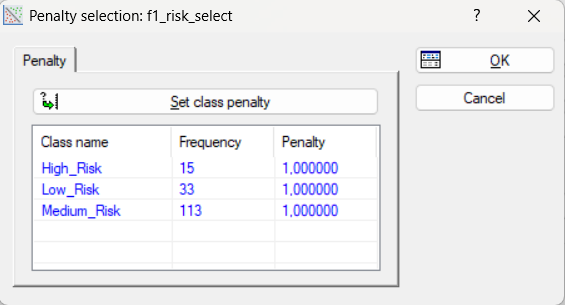 Penalty selection: f1_risk_select
?
Penalty
OK
Set class penalty
Cancel
Class name Frequency Penalty
High_Risk 15 1,000000
Low_Risk 33 1,000000
Medium_Risk 113 1,000000